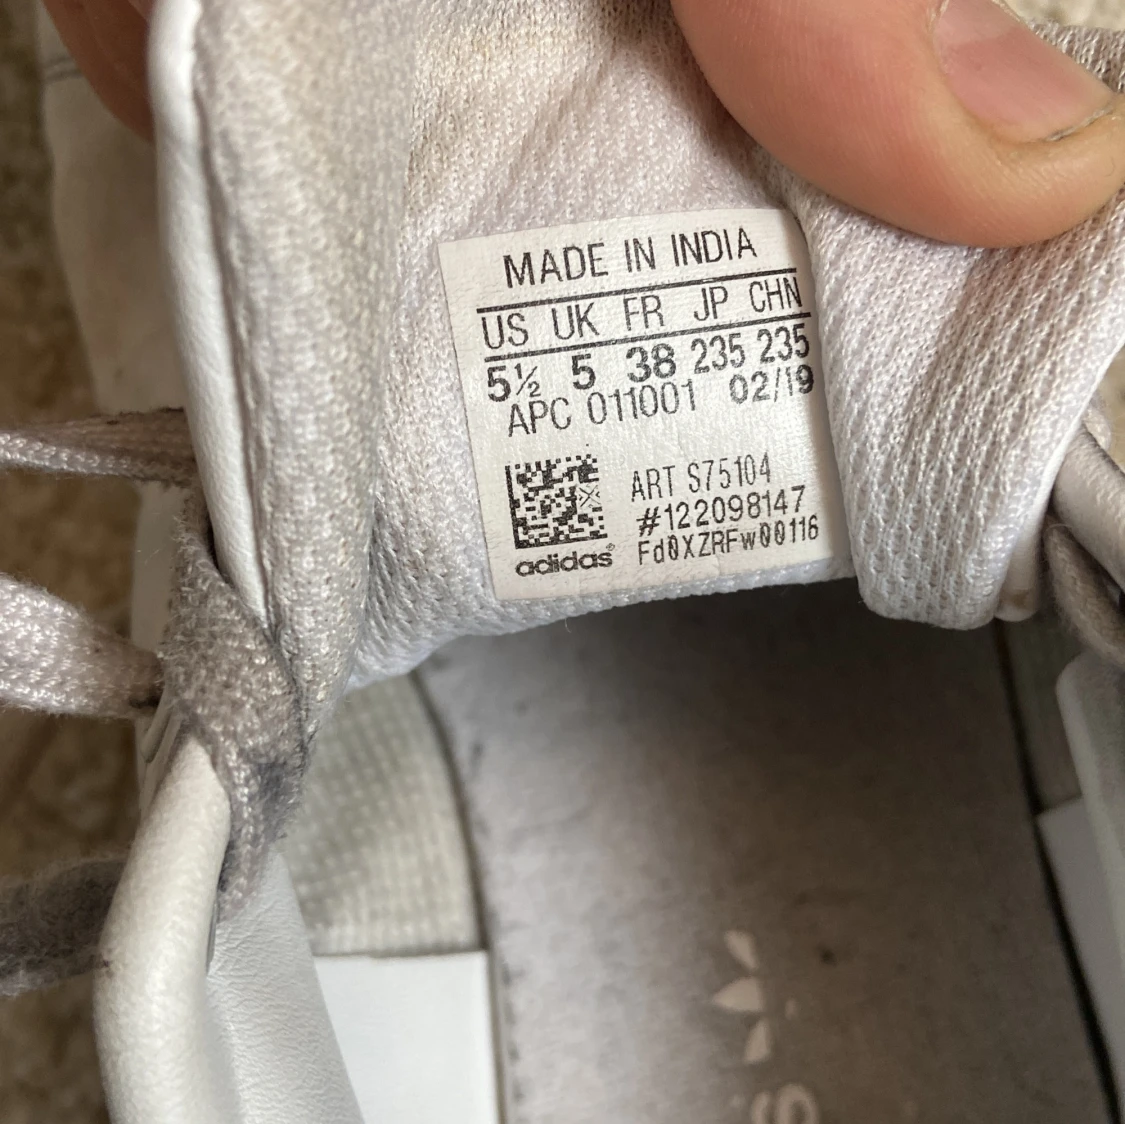 MADE IN INDIA
US UK FR JP CHN
5½ 5 38 235 235
APC 011001 02/19
ART S75104
#122098147
Fd0XZRFw00116
adidas®